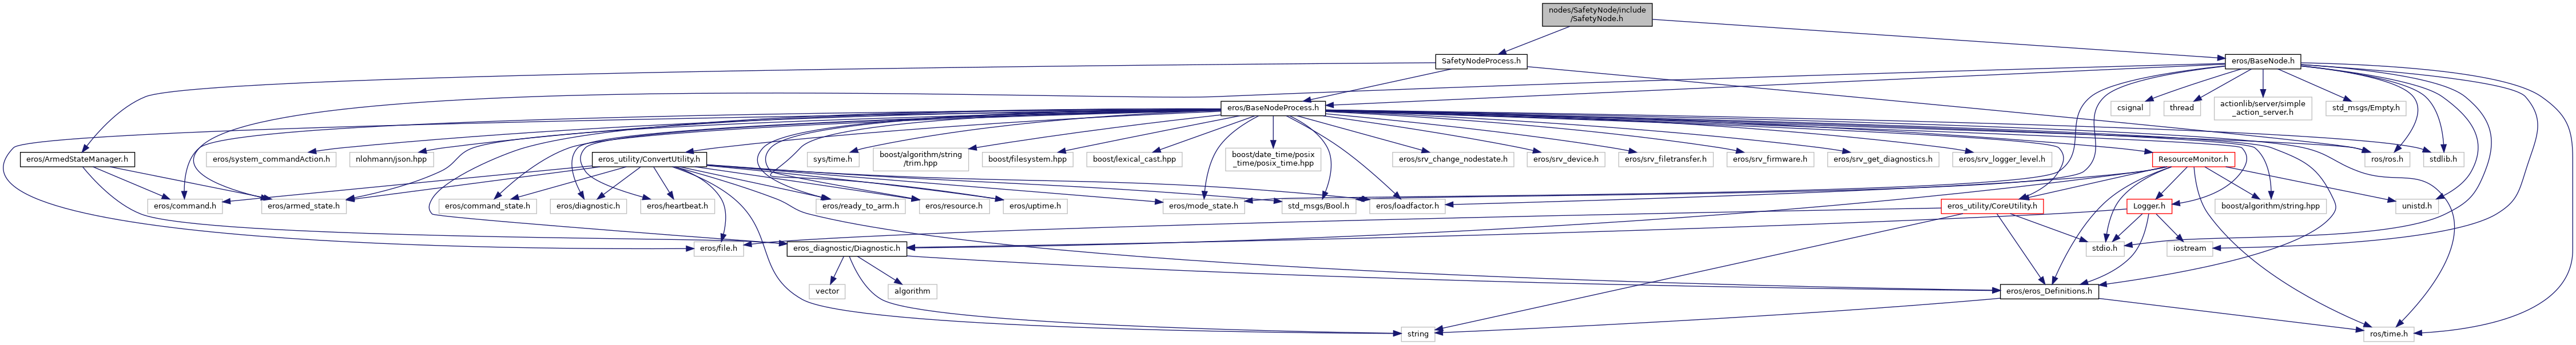 nodes/SafetyNode/include
/SafetyNode.h
SafetyNodeProcess.h
eros/BaseNode.h
eros/BaseNodeProcess.h
csignal
thread
actionlib/server/simple
_action_server.h
std_msgs/Empty.h
eros/ArmedStateManager.h
eros/system_commandAction.h
nlohmann/json.hpp
eros_utility/ConvertUtility.h
sys/time.h
boost/algorithm/string
/trim.hpp
boost/filesystem.hpp
boost/lexical_cast.hpp
boost/date_time/posix
_time/posix_time.hpp
eros/srv_change_nodestate.h
eros/srv_device.h
eros/srv_filetransfer.h
eros/srv_firmware.h
eros/srv_get_diagnostics.h
eros/srv_logger_level.h
ResourceMonitor.h
ros/ros.h
stdlib.h
eros/command.h
eros/armed_state.h
eros/command_state.h
eros/diagnostic.h
eros/heartbeat.h
eros/ready_to_arm.h
eros/resource.h
eros/uptime.h
eros/mode_state.h
std_msgs/Bool.h
eros/loadfactor.h
eros_utility/CoreUtility.h
Logger.h
boost/algorithm/string.hpp
unistd.h
eros/file.h
eros_diagnostic/Diagnostic.h
stdio.h
iostream
vector
algorithm
eros/eros_Definitions.h
string
ros/time.h